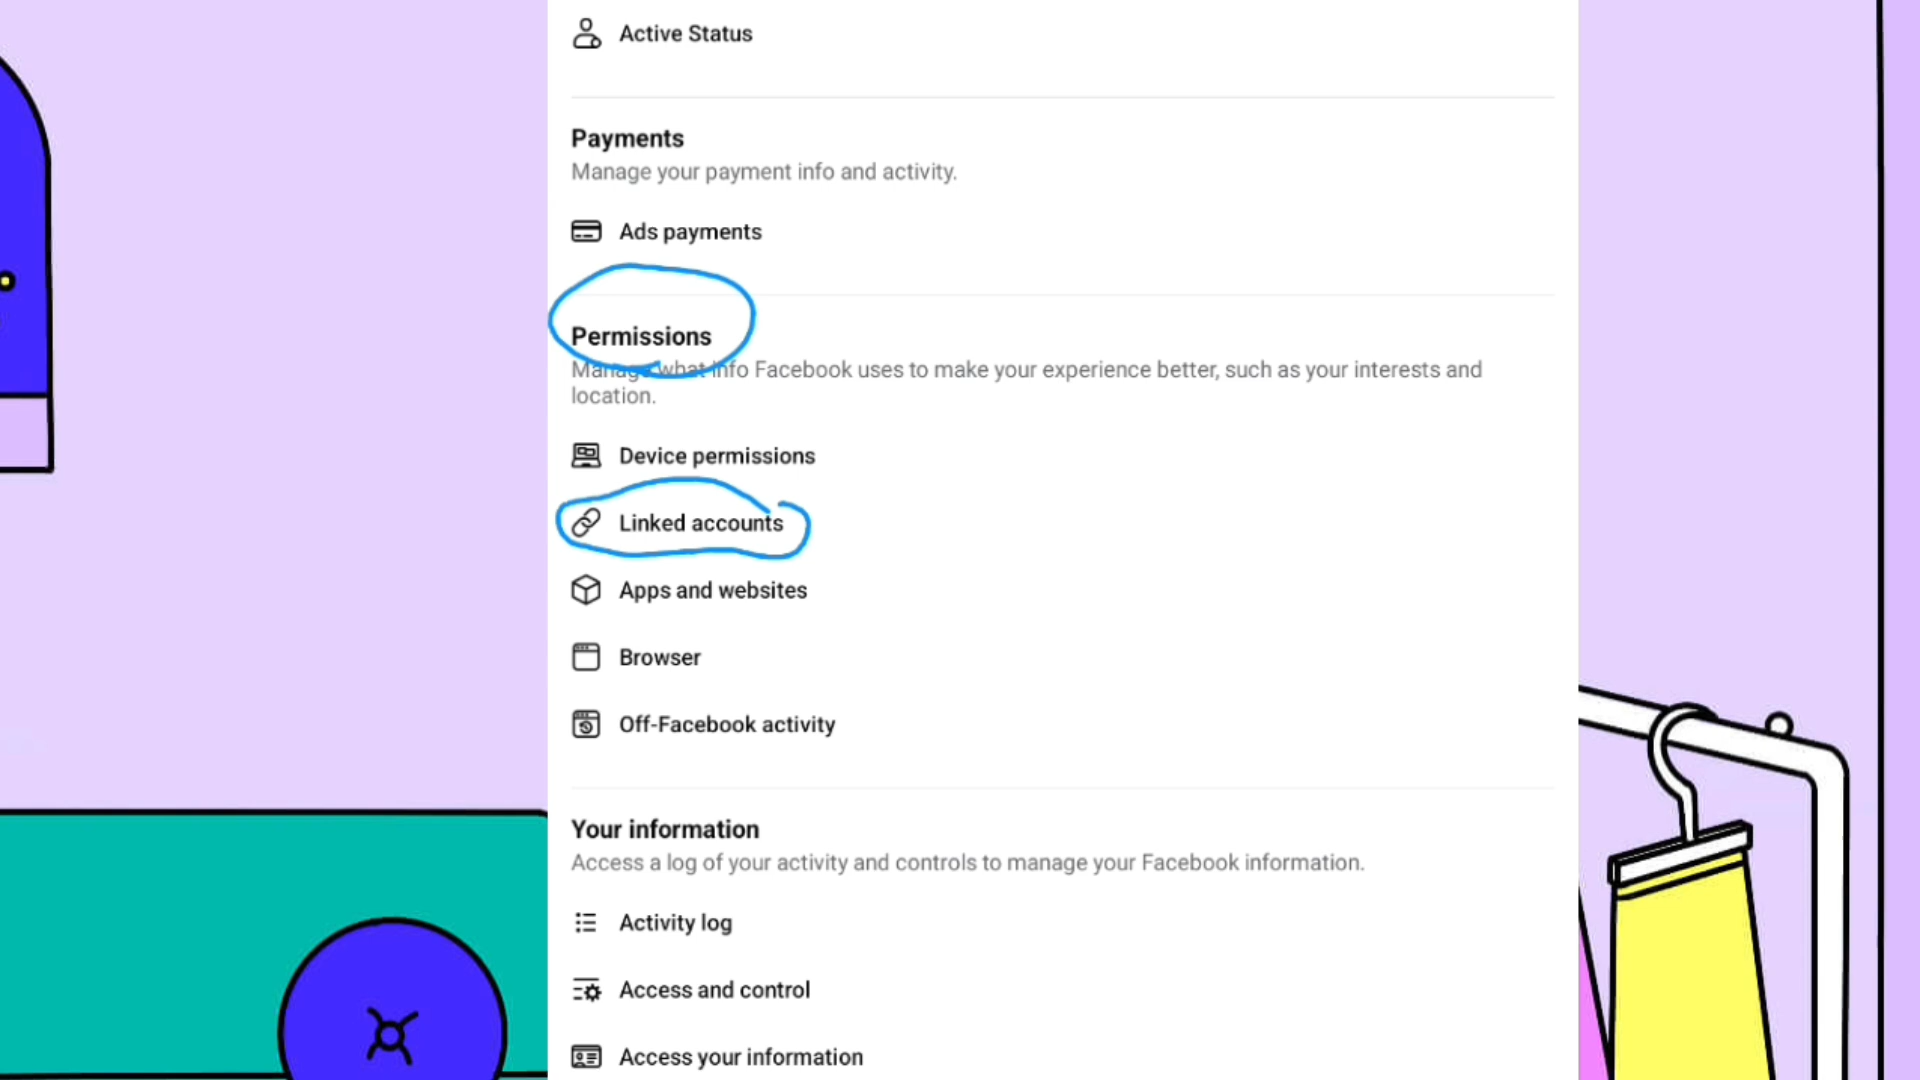 Active Status
Payments
Manage your payment info and activity.
Ads payments
Permissions
Manage what info Facebook uses to make your experience better, such as your interests and
location.
Device permissions
Linked accounts
Apps and websites
Browser
Off-Facebook activity
Your information
Access a log of your activity and controls to manage your Facebook information.
Activity log
Access and control
Access your information